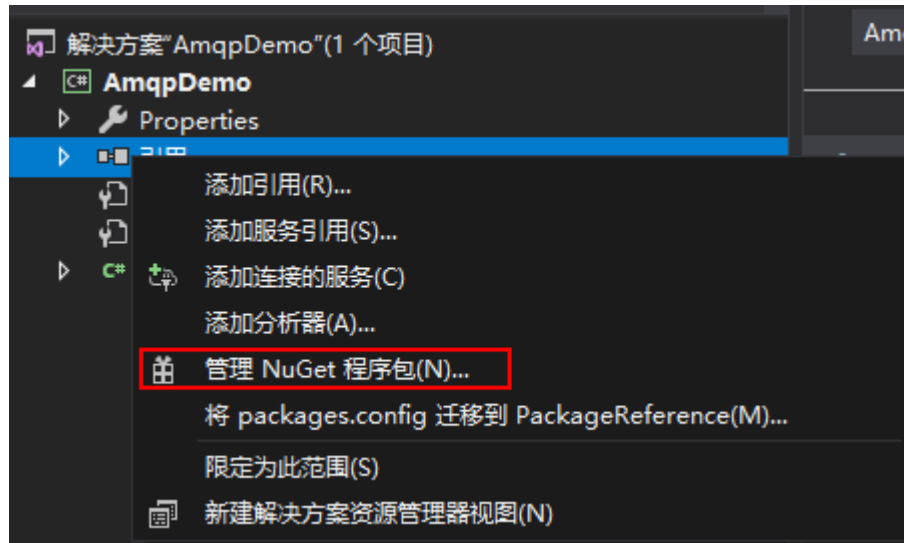 解决方案“AmqpDemo”(1 个项目)
C# AmqpDemo
Properties
引用
添加引用(R)...
添加服务引用(S)...
C#
添加连接的服务(C)
添加分析器(A)...
管理 NuGet 程序包(N)...
将 packages.config 迁移到 PackageReference(M)...
限定为此范围(S)
新建解决方案资源管理器视图(N)